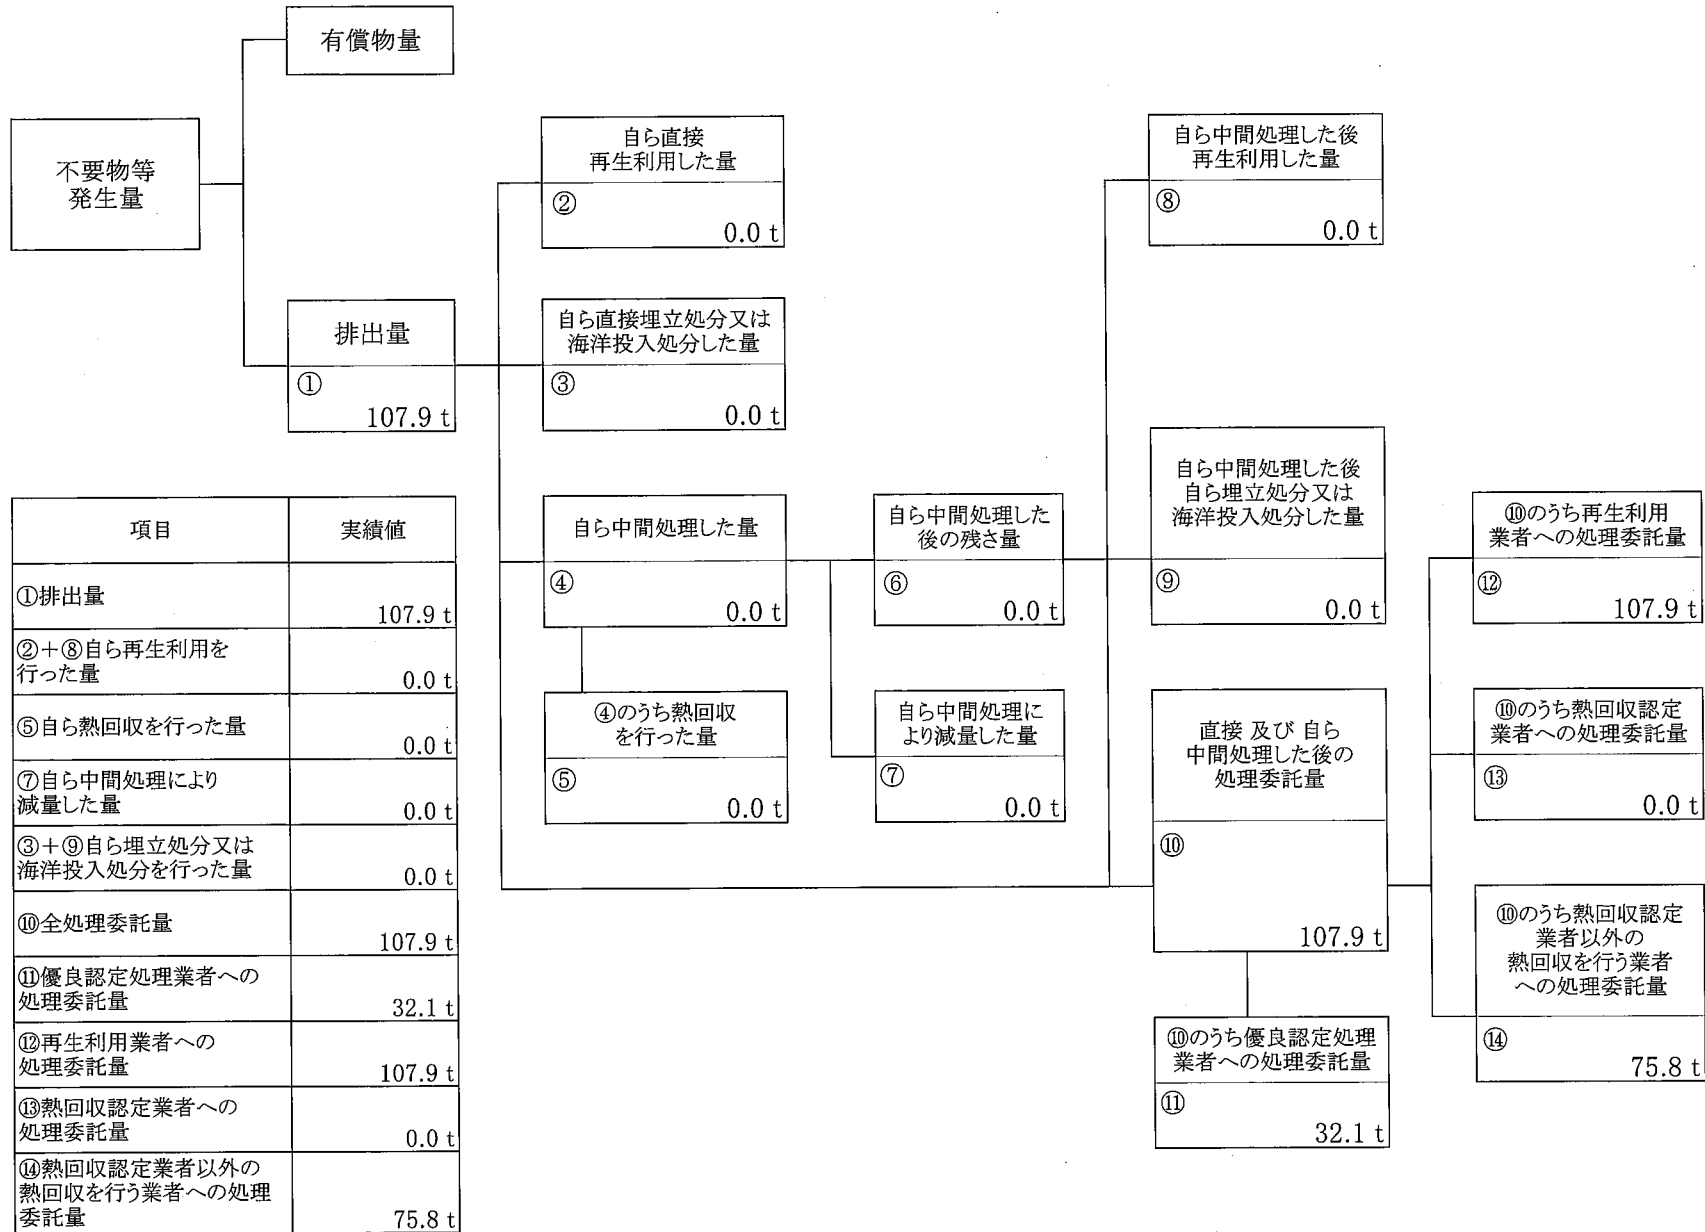 有償物量
不要物等
発生量
自ら直接
再生利用した量
②
0.0 t
自ら中間処理した後
再生利用した量
⑧
0.0 t
排出量
①
107.9 t
自ら直接埋立処分又は
海洋投入処分した量
③
0.0 t
自ら中間処理した量
④
0.0 t
自ら中間処理した
後の残さ量
⑥
0.0 t
自ら中間処理した後
自ら埋立処分又は
海洋投入処分した量
⑨
0.0 t
⑩のうち再生利用
業者への処理委託量
⑫
107.9 t
④のうち熱回収
を行った量
⑤
0.0 t
自ら中間処理に
より減量した量
⑦
0.0 t
直接 及び 自ら
中間処理した後の
処理委託量
⑩
107.9 t
⑩のうち熱回収認定
業者への処理委託量
⑬
0.0 t
⑩のうち熱回収認定
業者以外の
熱回収を行う業者
への処理委託量
⑭
75.8 t
⑩のうち優良認定処理
業者への処理委託量
⑪
32.1 t
項目 実績値
①排出量
107.9 t
②+⑧自ら再生利用を
行った量
0.0 t
⑤自ら熱回収を行った量
0.0 t
⑦自ら中間処理により
減量した量
0.0 t
③+⑨自ら埋立処分又は
海洋投入処分を行った量
0.0 t
⑩全処理委託量
107.9 t
⑪優良認定処理業者への
処理委託量
32.1 t
⑫再生利用業者への
処理委託量
107.9 t
⑬熱回収認定業者への
処理委託量
0.0 t
⑭熱回収認定業者以外の
熱回収を行う業者への処理
委託量
75.8 t